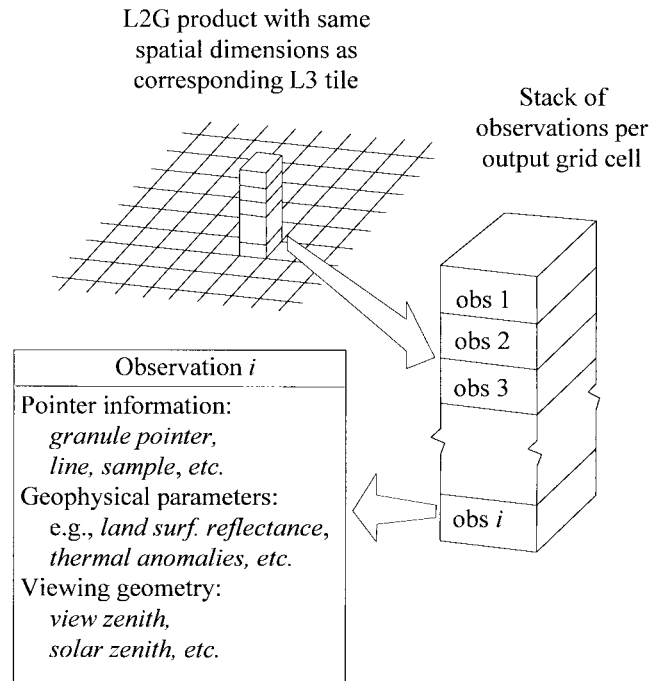 L2G product with same
spatial dimensions as
corresponding L3 tile
Stack of
observations per
output grid cell
obs 1
obs 2
obs 3
obs i
Observation i
Pointer information:
granule pointer,
line, sample, etc.
Geophysical parameters:
e.g., land surf. reflectance,
thermal anomalies, etc.
Viewing geometry:
view zenith,
solar zenith, etc.